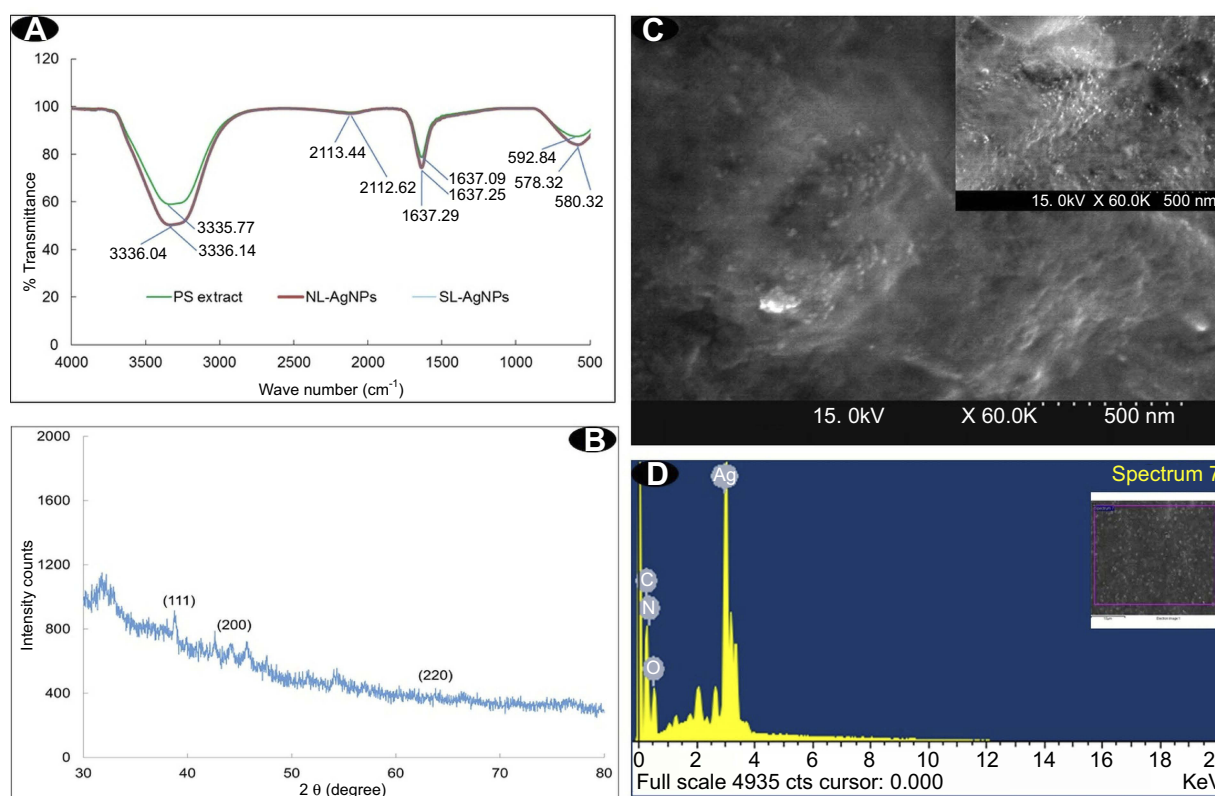 A
120
100
80
60
40
20
0
% Transmittance
2113.44
2112.62
1637.09
1637.25
1637.29
592.84
578.32
580.32
3335.77
3336.04
3336.14
PS extract
NL-AgNPs
SL-AgNPs
4000 3500 3000 2500 2000 1500 1000 500
Wave number (cm⁻¹)
B
2000
1600
1200
800
400
0
Intensity counts
(111)
(200)
(220)
30 40 50 60 70 80
2 θ (degree)
C
15. 0kV X 60.0K 500 nm
15. 0kV X 60.0K 500 nm
D
Spectrum 7
Ag
C
N
O
0 2 4 6 8 10 12 14 16 18 2
Full scale 4935 cts cursor: 0.000
KeV